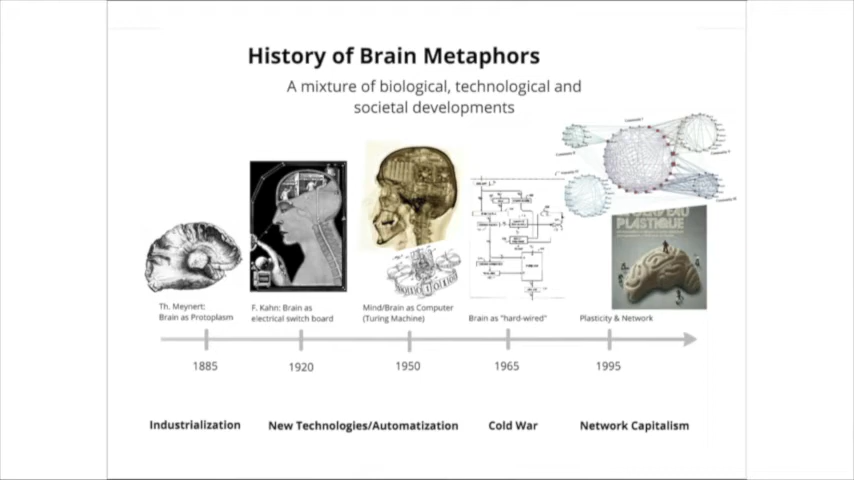 History of Brain Metaphors
A mixture of biological, technological and
societal developments
PLASTIQUE
Th. Meynert:
Brain as Protoplasm
F. Kahn: Brain as
electrical switch board
Mind/Brain as Computer
(Turing Machine)
Brain as "hard-wired"
Plasticity & Network
1885
1920
1950
1965
1995
Industrialization
New Technologies/Automatization
Cold War
Network Capitalism